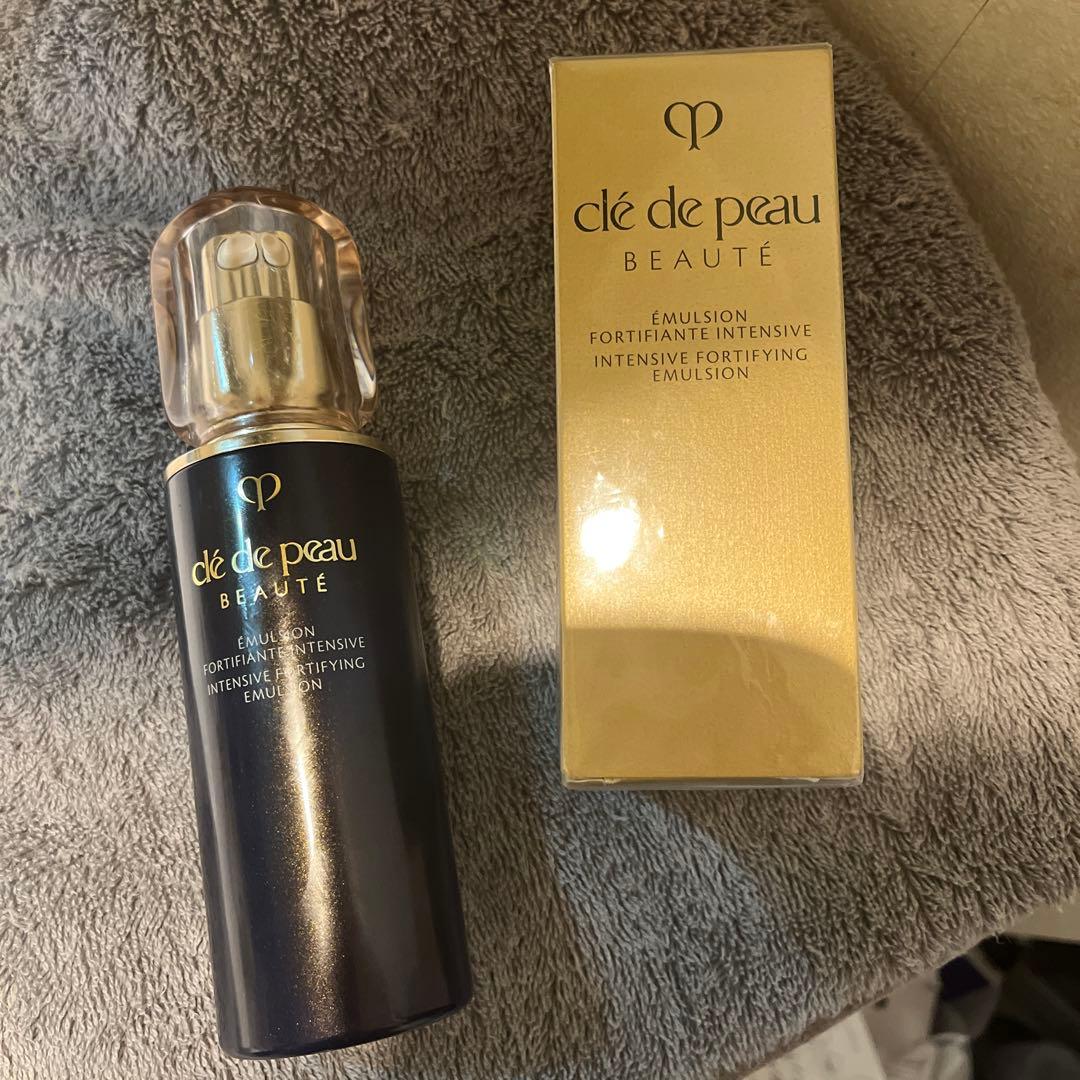 clé de peau
BEAUTÉ
ÉMULSION
FORTIFIANTE INTENSIVE
INTENSIVE FORTIFYING
EMULSION
clé de peau
BEAUTÉ
ÉMULSION
FORTIFIANTE INTENSIVE
INTENSIVE FORTIFYING
EMULSION